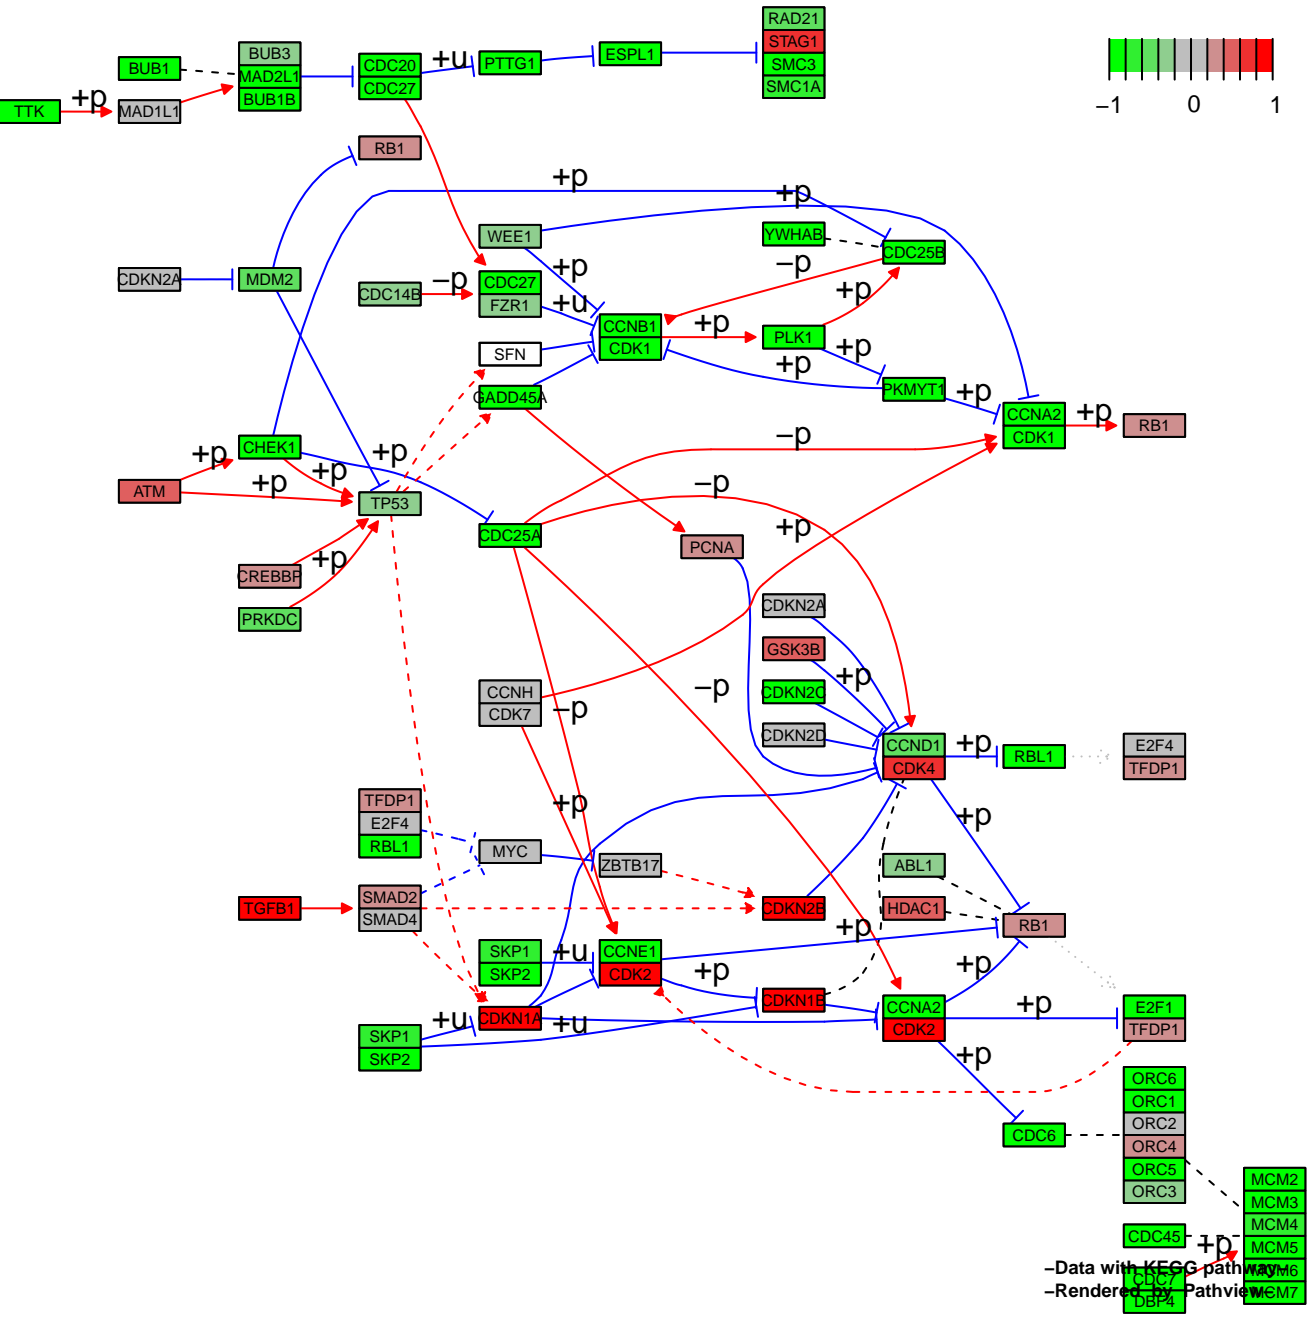 RAD21
STAG1
SMC3
SMC1A
BUB3
MAD2L1
BUB1B
CDC20
CDC27
+u
PTTG1
ESPL1
BUB1
TTK
+p
MAD1L1
−1 0 1
RB1
+p
+p
WEE1
YWHAB
CDC25B
CDKN2A
MDM2
+p
−p
CDC14B
−p
CDC27
FZR1
+u
+p
CCNB1
CDK1
+p
PLK1
SFN
+p
+p
GADD45A
PKMYT1
+p
CCNA2
CDK1
+p
RB1
CHEK1
+p
+p
+p
−p
ATM
+p
TP53
−p
CDC25A
+p
PCNA
CREBBP
+p
PRKDC
CDKN2A
GSK3B
+p
CDKN2C
CDKN2D
CCNH
CDK7
−p
−p
CCND1
CDK4
+p
RBL1
E2F4
TFDP1
TFDP1
E2F4
RBL1
+p
+p
MYC
ZBTB17
ABL1
TGFB1
SMAD2
SMAD4
CDKN2B
HDAC1
RB1
+p
SKP1
SKP2
+u
CCNE1
CDK2
+p
+p
CDKN1B
CCNA2
CDK2
+p
E2F1
TFDP1
CDKN1A
+u
+u
SKP1
SKP2
+p
CDC6
ORC6
ORC1
ORC2
ORC4
ORC5
ORC3
MCM2
MCM3
MCM4
MCM5
MCM6
MCM7
CDC45
+p
CDC7
DBF4
−Data with KEGG pathway−
−Rendered by Pathview−